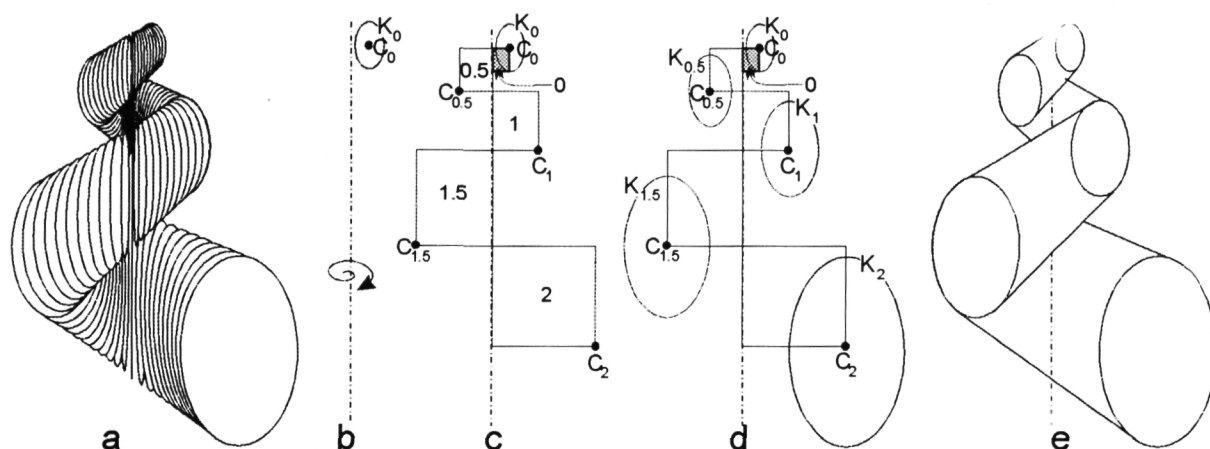 K₀
C₀
K₀
C₀
0.5
0
C₀.₅
1
C₁
1.5
C₁.₅
2
C₂
K₀
C₀
K₀.₅
0
C₀.₅
K₁
C₁
K₁.₅
C₁.₅
K₂
C₂
a
b
c
d
e